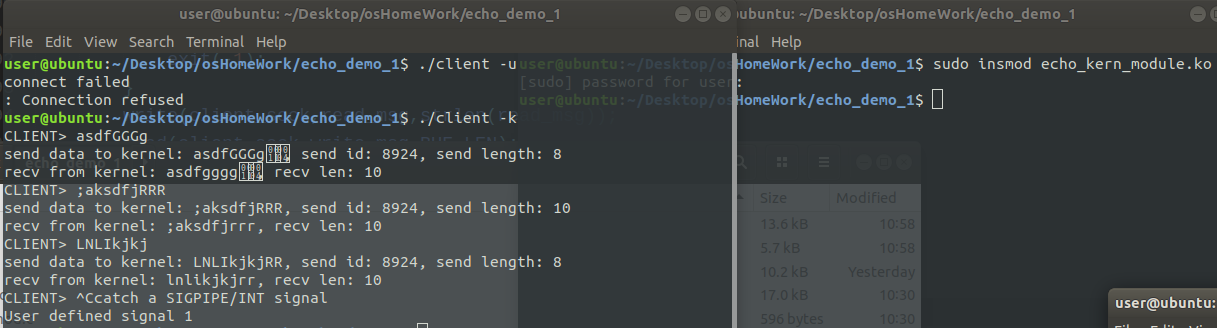 user@ubuntu: ~/Desktop/osHomeWork/echo_demo_1
File Edit View Search Terminal Help
user@ubuntu:~/Desktop/osHomeWork/echo_demo_1$ ./client -u
connect failed
: Connection refused
user@ubuntu:~/Desktop/osHomeWork/echo_demo_1$ ./client -k
CLIENT> asdfGGGg
send data to kernel: asdfGGGg send id: 8924, send length: 8
recv from kernel: asdfgggg recv len: 10
CLIENT> ;aksdfjRRR
send data to kernel: ;aksdfjRRR, send id: 8924, send length: 10
recv from kernel: ;aksdfjrrr, recv len: 10
CLIENT> LNLIkjkj
send data to kernel: LNLIkjkjRR, send id: 8924, send length: 8
recv from kernel: lnlikjkjrr, recv len: 10
CLIENT> ^Ccatch a SIGPIPE/INT signal
User defined signal 1
ubuntu: ~/Desktop/osHomeWork/echo_demo_1
inal Help
user@ubuntu:~/Desktop/osHomeWork/echo_demo_1$ sudo insmod echo_kern_module.ko
[sudo] password for user:
user@ubuntu:~/Desktop/osHomeWork/echo_demo_1$
Size Modified
13.6 kB 10:58
5.7 kB 10:58
10.2 kB Yesterday
17.0 kB 10:30
596 bytes 10:30
user@ubuntu: